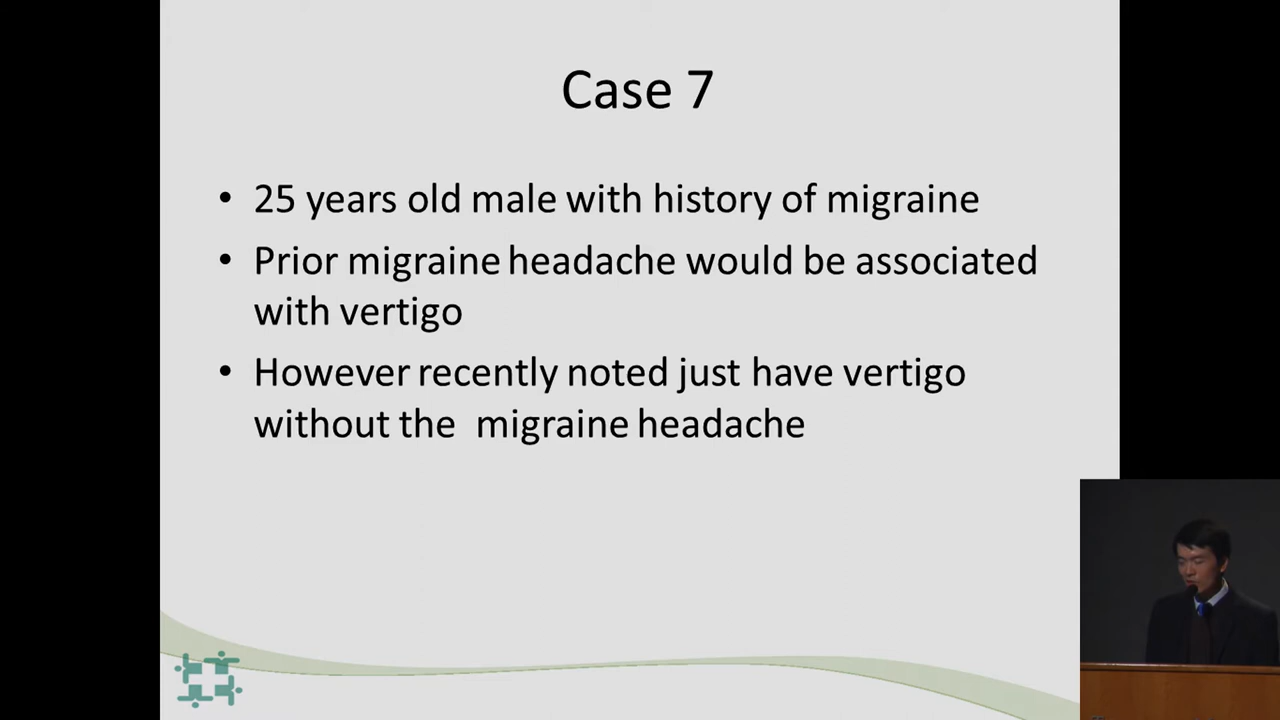 Case 7
• 25 years old male with history of migraine
• Prior migraine headache would be associated
with vertigo
• However recently noted just have vertigo
without the  migraine headache